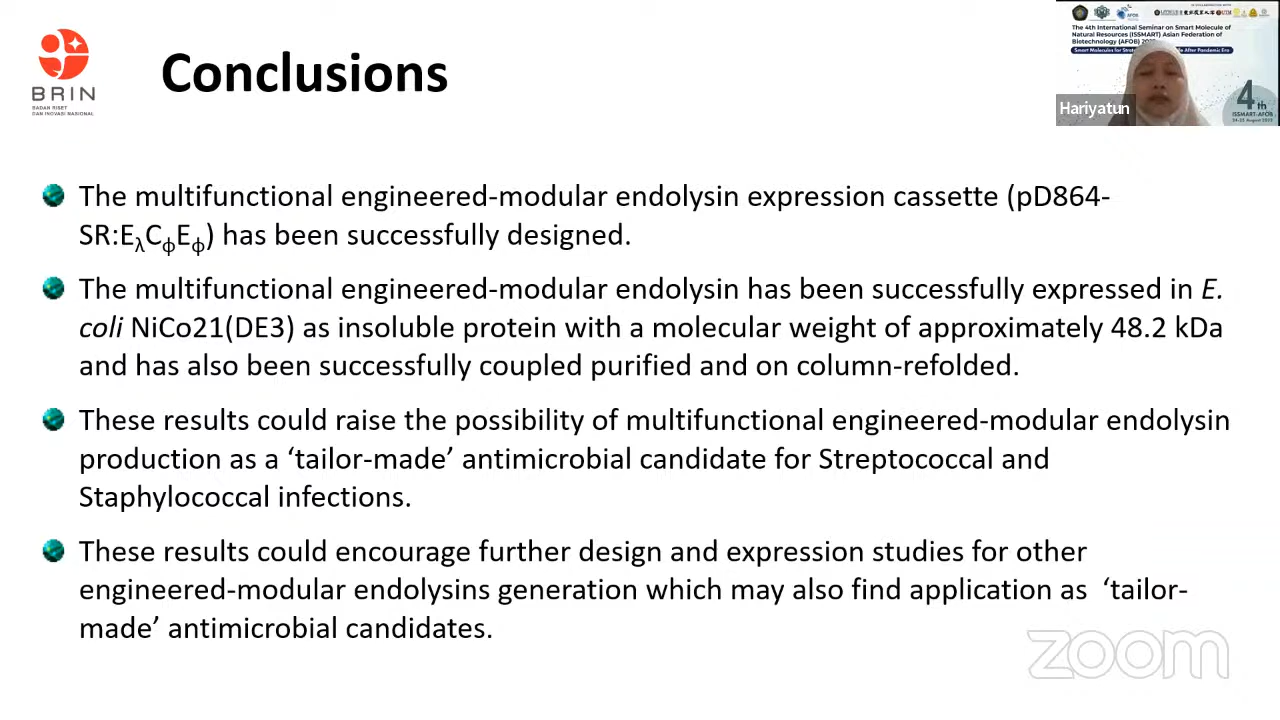 BRIN
BADAN RISET
DAN INOVASI NASIONAL
Conclusions
The 4th International Seminar on Smart Molecule of
Natural Resources (ISSMART) Asian Federation of
Biotechnology (AFOB)
Smart Molecules for After Pandemic Era
Hariyatun
4th
ISSMART-AFOB
The multifunctional engineered-modular endolysin expression cassette (pD864-
SR:EλCϕEϕ) has been successfully designed.
The multifunctional engineered-modular endolysin has been successfully expressed in E.
coli NiCo21(DE3) as insoluble protein with a molecular weight of approximately 48.2 kDa
and has also been successfully coupled purified and on column-refolded.
These results could raise the possibility of multifunctional engineered-modular endolysin
production as a ‘tailor-made’ antimicrobial candidate for Streptococcal and
Staphylococcal infections.
These results could encourage further design and expression studies for other
engineered-modular endolysins generation which may also find application as ‘tailor-
made’ antimicrobial candidates.
zoom